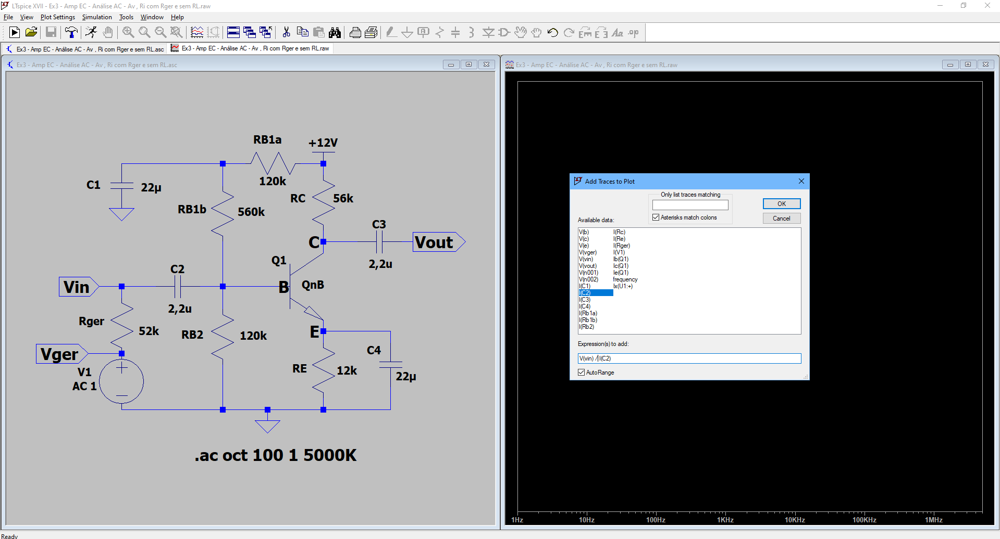 LTspice XVII - Ex3 - Amp EC - Análise AC - Av , Ri com Rger e sem RL.raw
File View Plot Settings Simulation Tools Window Help
Ex3 - Amp EC - Análise AC - Av , Ri com Rger e sem RL.asc
Ex3 - Amp EC - Análise AC - Av , Ri com Rger e sem RL.raw
Ex3 - Amp EC - Análise AC - Av , Ri com Rger e sem RL.asc
RB1a
+12V
120k
C1
22µ
RC
56k
RB1b
560k
C3
C
Vout
2,2u
Q1
C2
Vin
B
QnB
2,2u
Rger
52k
RB2
120k
E
C4
Vger
V1
AC 1
RE
12k
22µ
.ac oct 100 1 5000K
Ex3 - Amp EC - Análise AC - Av , Ri com Rger e sem RL.raw
Add Traces to Plot
Only list traces matching
Asterisks match colons
OK
Cancel
Available data:
V(b) I(Rc)
V(c) I(Re)
V(e) I(Rger)
V(vger) I(V1)
V(vin) Ib(Q1)
V(vout) Ic(Q1)
V(n001) Ie(Q1)
V(n002) frequency
I(C1) Ix(U1:+)
I(C2)
I(C3)
I(C4)
I(Rb1a)
I(Rb1b)
I(Rb2)
Expression(s) to add:
V(vin) / I(C2)
AutoRange
1Hz 10Hz 100Hz 1KHz 10KHz 100KHz 1MHz
Ready